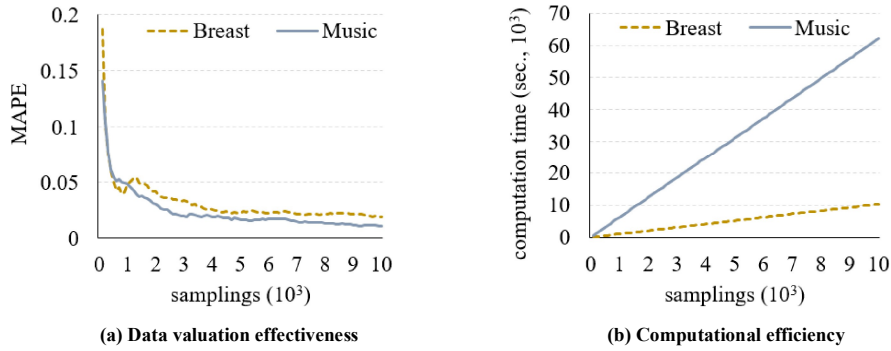 0.2
0.15
0.1
0.05
0
MAPE
Breast
Music
0 1 2 3 4 5 6 7 8 9 10
samplings (10³)
(a) Data valuation effectiveness
70
60
50
40
30
20
10
0
computation time (sec., 10³)
Breast
Music
0 1 2 3 4 5 6 7 8 9 10
samplings (10³)
(b) Computational efficiency